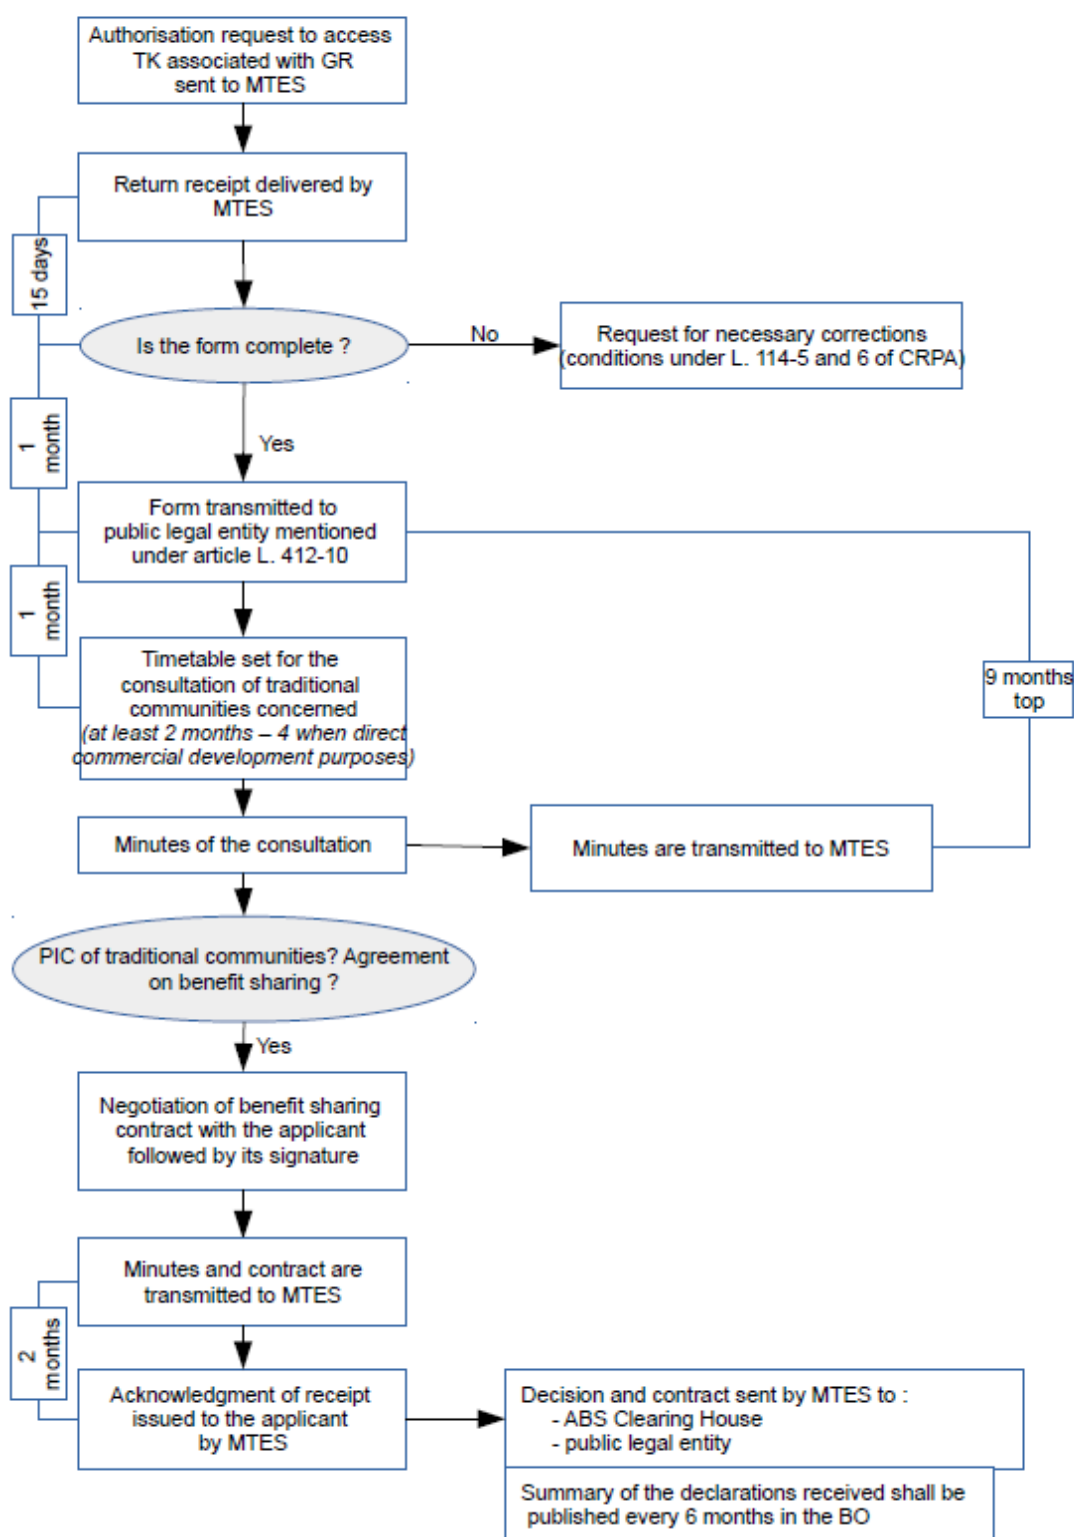 Authorisation request to access
TK associated with GR
sent to MTES
Return receipt delivered by
MTES
15 days
Is the form complete ?
No
Request for necessary corrections
(conditions under L. 114-5 and 6 of CRPA)
1
month
Yes
Form transmitted to
public legal entity mentioned
under article L. 412-10
1
month
Timetable set for the
consultation of traditional
communities concerned
(at least 2 months – 4 when direct
commercial development purposes)
9 months
top
Minutes of the consultation
Minutes are transmitted to MTES
PIC of traditional communities? Agreement
on benefit sharing ?
Yes
Negotiation of benefit sharing
contract with the applicant
followed by its signature
Minutes and contract are
transmitted to MTES
2
months
Acknowledgment of receipt
issued to the applicant
by MTES
Decision and contract sent by MTES to :
- ABS Clearing House
- public legal entity
Summary of the declarations received shall be
published every 6 months in the BO